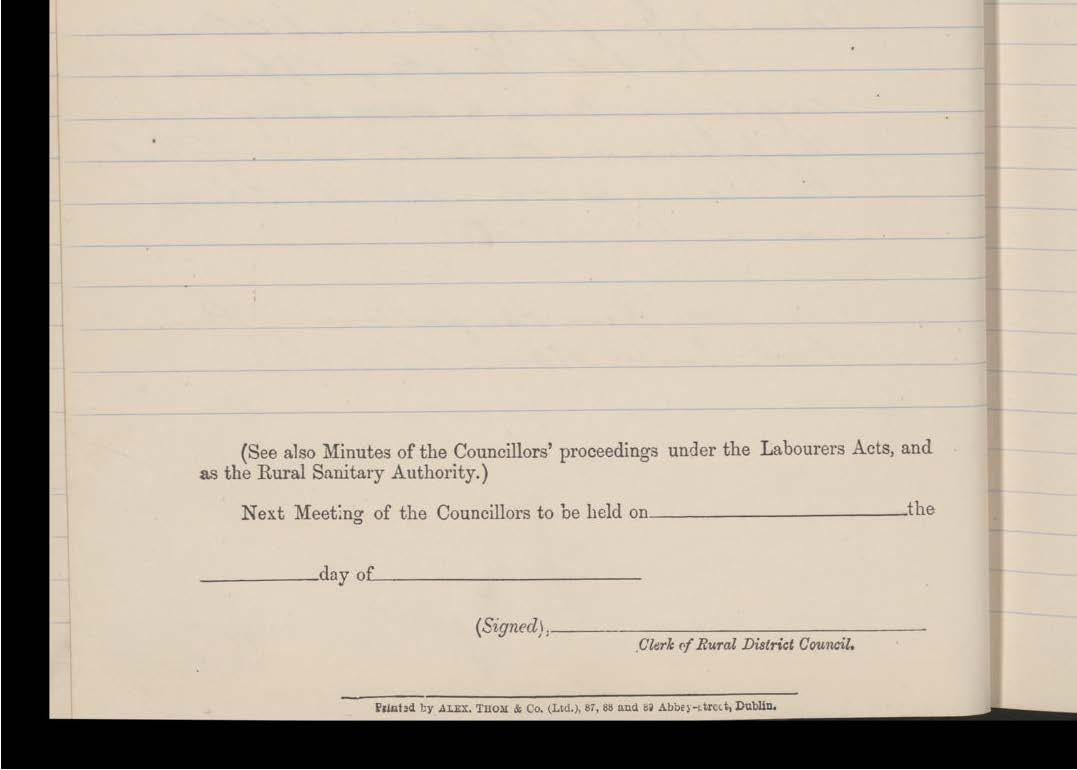 (See also Minutes of the Councillors’ proceedings under the Labourers Acts, and
as the Rural Sanitary Authority.)
Next Meeting of the Councillors to be held on the
day of
(Signed),
Clerk of Rural District Council.
Printed by ALEX. THOM & Co. (Ltd.), 87, 88 and 89 Abbey-street, Dublin.